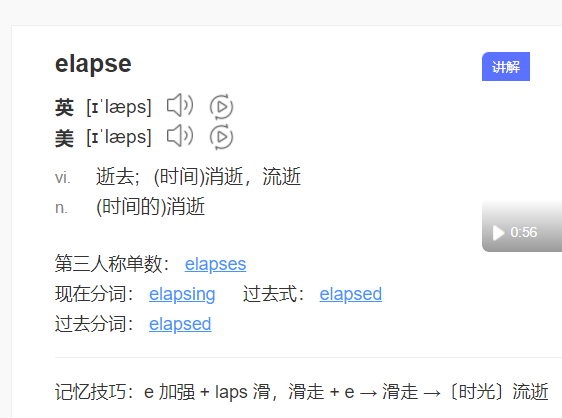 elapse
讲解
英 [ɪˈlæps]
美 [ɪˈlæps]
vi. 逝去；(时间)消逝，流逝
n. (时间的)消逝
0:56
第三人称单数： elapses
现在分词： elapsing 过去式： elapsed
过去分词： elapsed
记忆技巧：e 加强 + laps 滑，滑走 + e → 滑走 →〔时光〕流逝